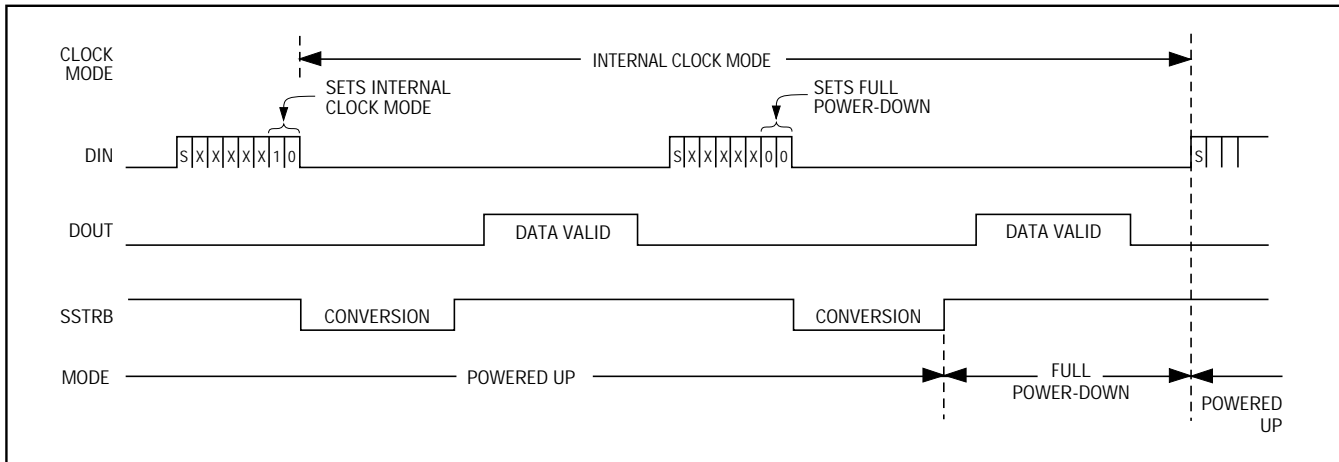 CLOCK
MODE
INTERNAL CLOCK MODE
SETS INTERNAL
CLOCK MODE
SETS FULL
POWER-DOWN
DIN
S X X X X X 1 0
S X X X X X 0 0
S
DOUT
DATA VALID
DATA VALID
SSTRB
CONVERSION
CONVERSION
MODE
POWERED UP
FULL
POWER-DOWN
POWERED
UP